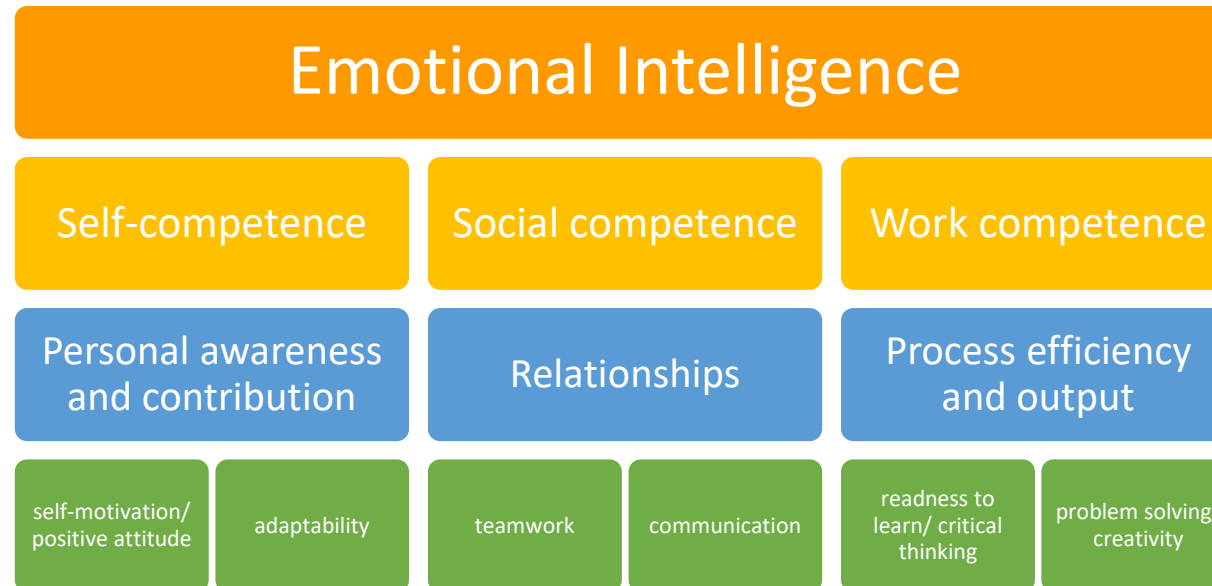 Emotional Intelligence
Self-competence
Social competence
Work competence
Personal awareness
and contribution
Relationships
Process efficiency
and output
self-motivation/
positive attitude
adaptability
teamwork
communication
readness to
learn/ critical
thinking
problem solving
creativity